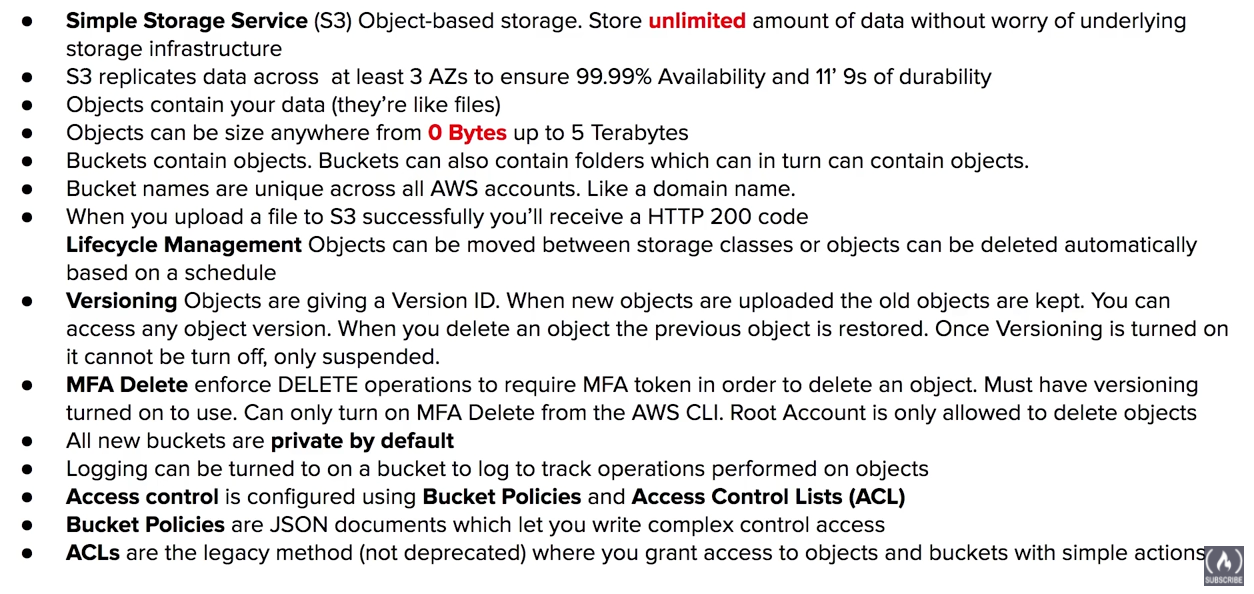 ● Simple Storage Service (S3) Object-based storage. Store unlimited amount of data without worry of underlying
storage infrastructure
● S3 replicates data across  at least 3 AZs to ensure 99.99% Availability and 11’ 9s of durability
● Objects contain your data (they’re like files)
● Objects can be size anywhere from 0 Bytes up to 5 Terabytes
● Buckets contain objects. Buckets can also contain folders which can in turn can contain objects.
● Bucket names are unique across all AWS accounts. Like a domain name.
● When you upload a file to S3 successfully you’ll receive a HTTP 200 code
Lifecycle Management Objects can be moved between storage classes or objects can be deleted automatically
based on a schedule
● Versioning Objects are giving a Version ID. When new objects are uploaded the old objects are kept. You can
access any object version. When you delete an object the previous object is restored. Once Versioning is turned on
it cannot be turn off, only suspended.
● MFA Delete enforce DELETE operations to require MFA token in order to delete an object. Must have versioning
turned on to use. Can only turn on MFA Delete from the AWS CLI. Root Account is only allowed to delete objects
● All new buckets are private by default
● Logging can be turned to on a bucket to log to track operations performed on objects
● Access control is configured using Bucket Policies and Access Control Lists (ACL)
● Bucket Policies are JSON documents which let you write complex control access
● ACLs are the legacy method (not deprecated) where you grant access to objects and buckets with simple actions
SUBSCRIBE